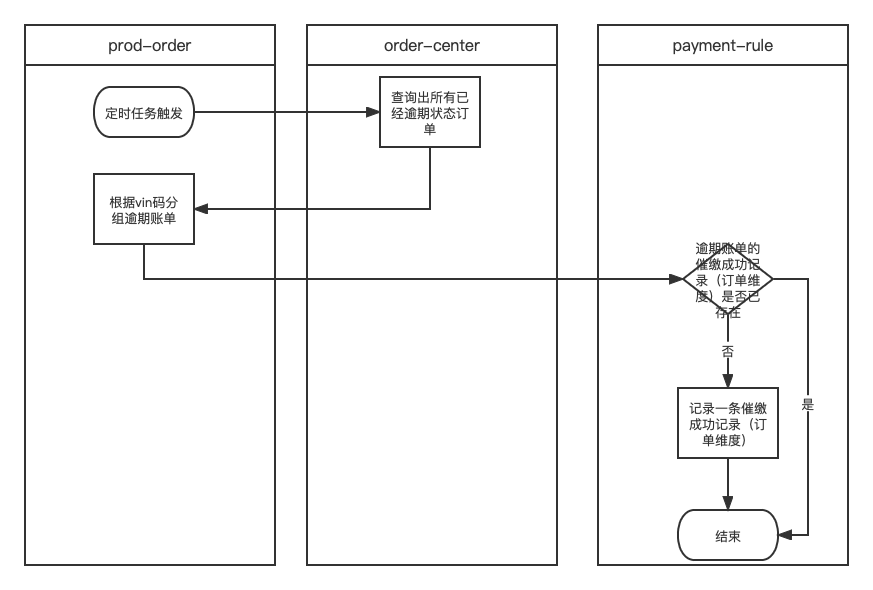 prod-order
order-center
payment-rule
定时任务触发
查询出所有已
经逾期状态订
单
根据vin码分
组逾期账单
逾期账单的
催缴成功记
录（订单维
度）是否已
存在
否
是
记录一条催缴
成功记录（订
单维度）
结束